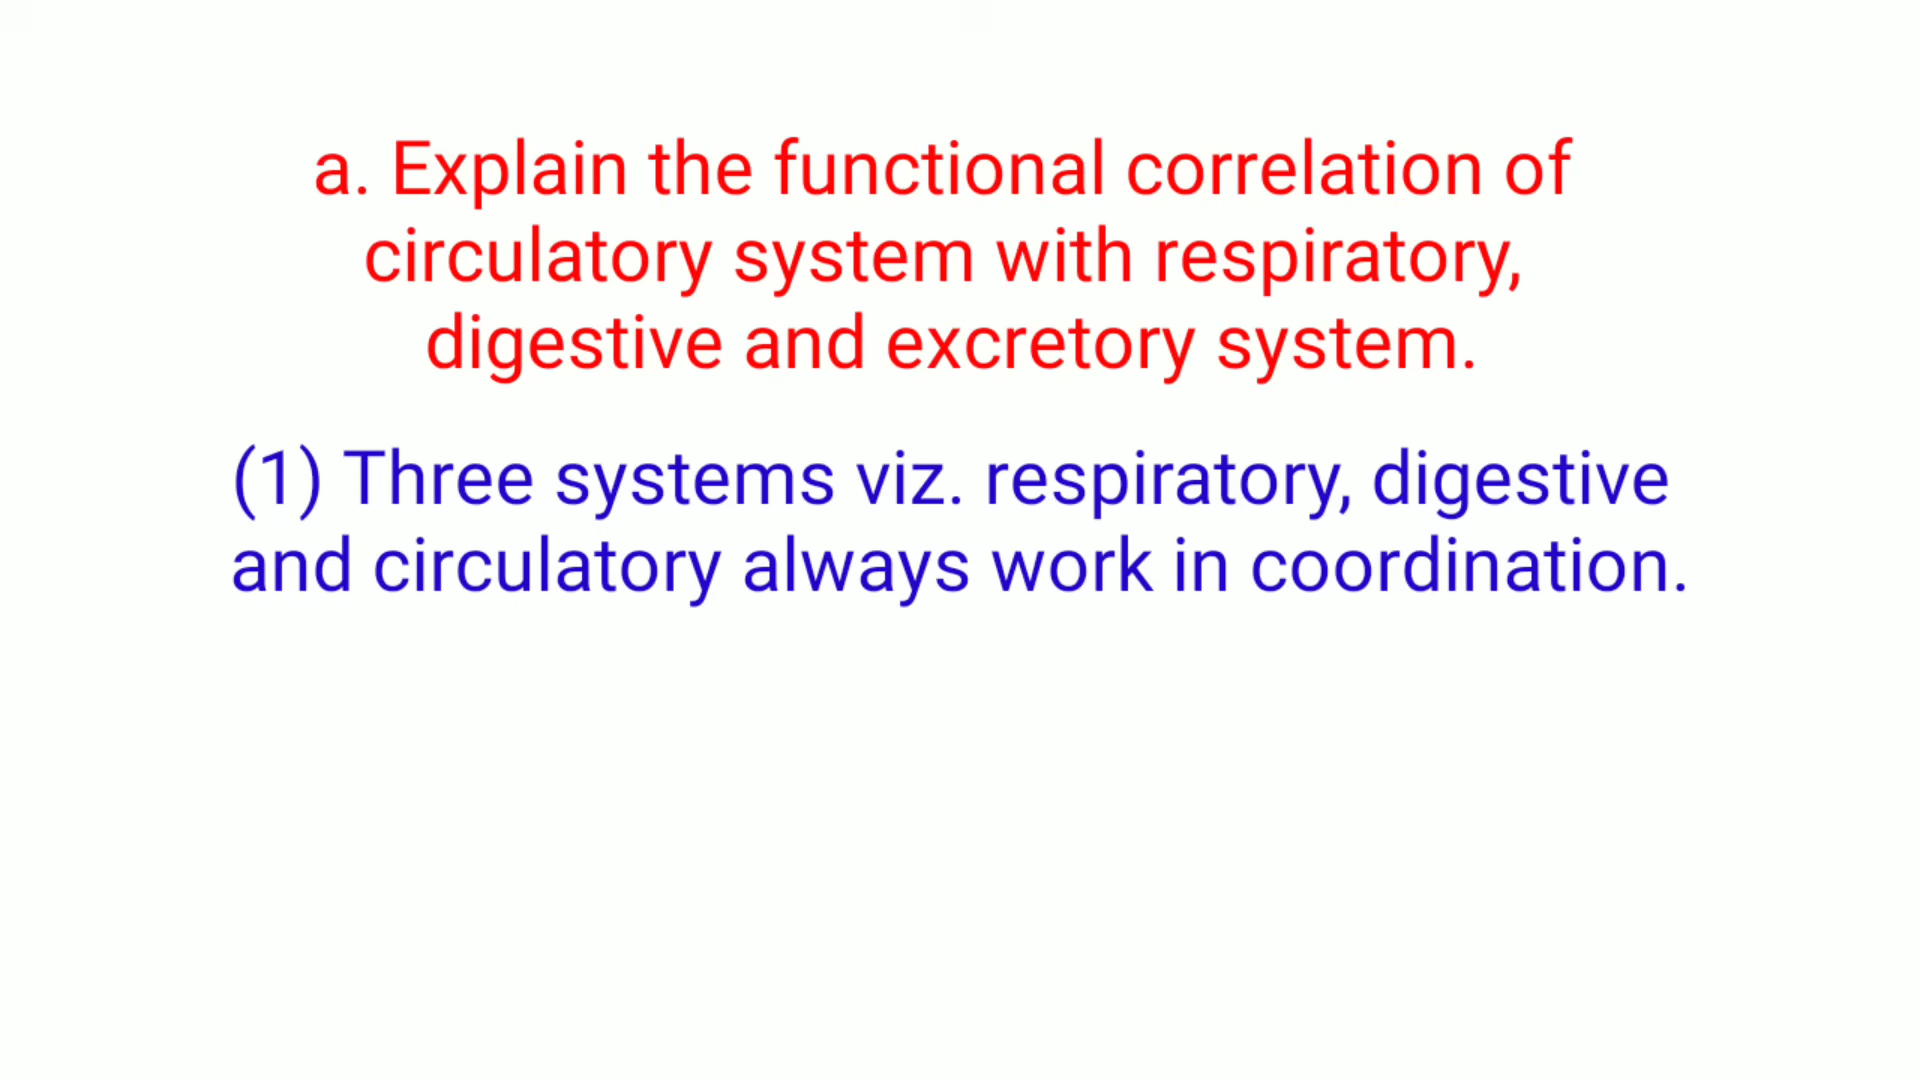 a. Explain the functional correlation of
circulatory system with respiratory,
digestive and excretory system.
(1) Three systems viz. respiratory, digestive
and circulatory always work in coordination.